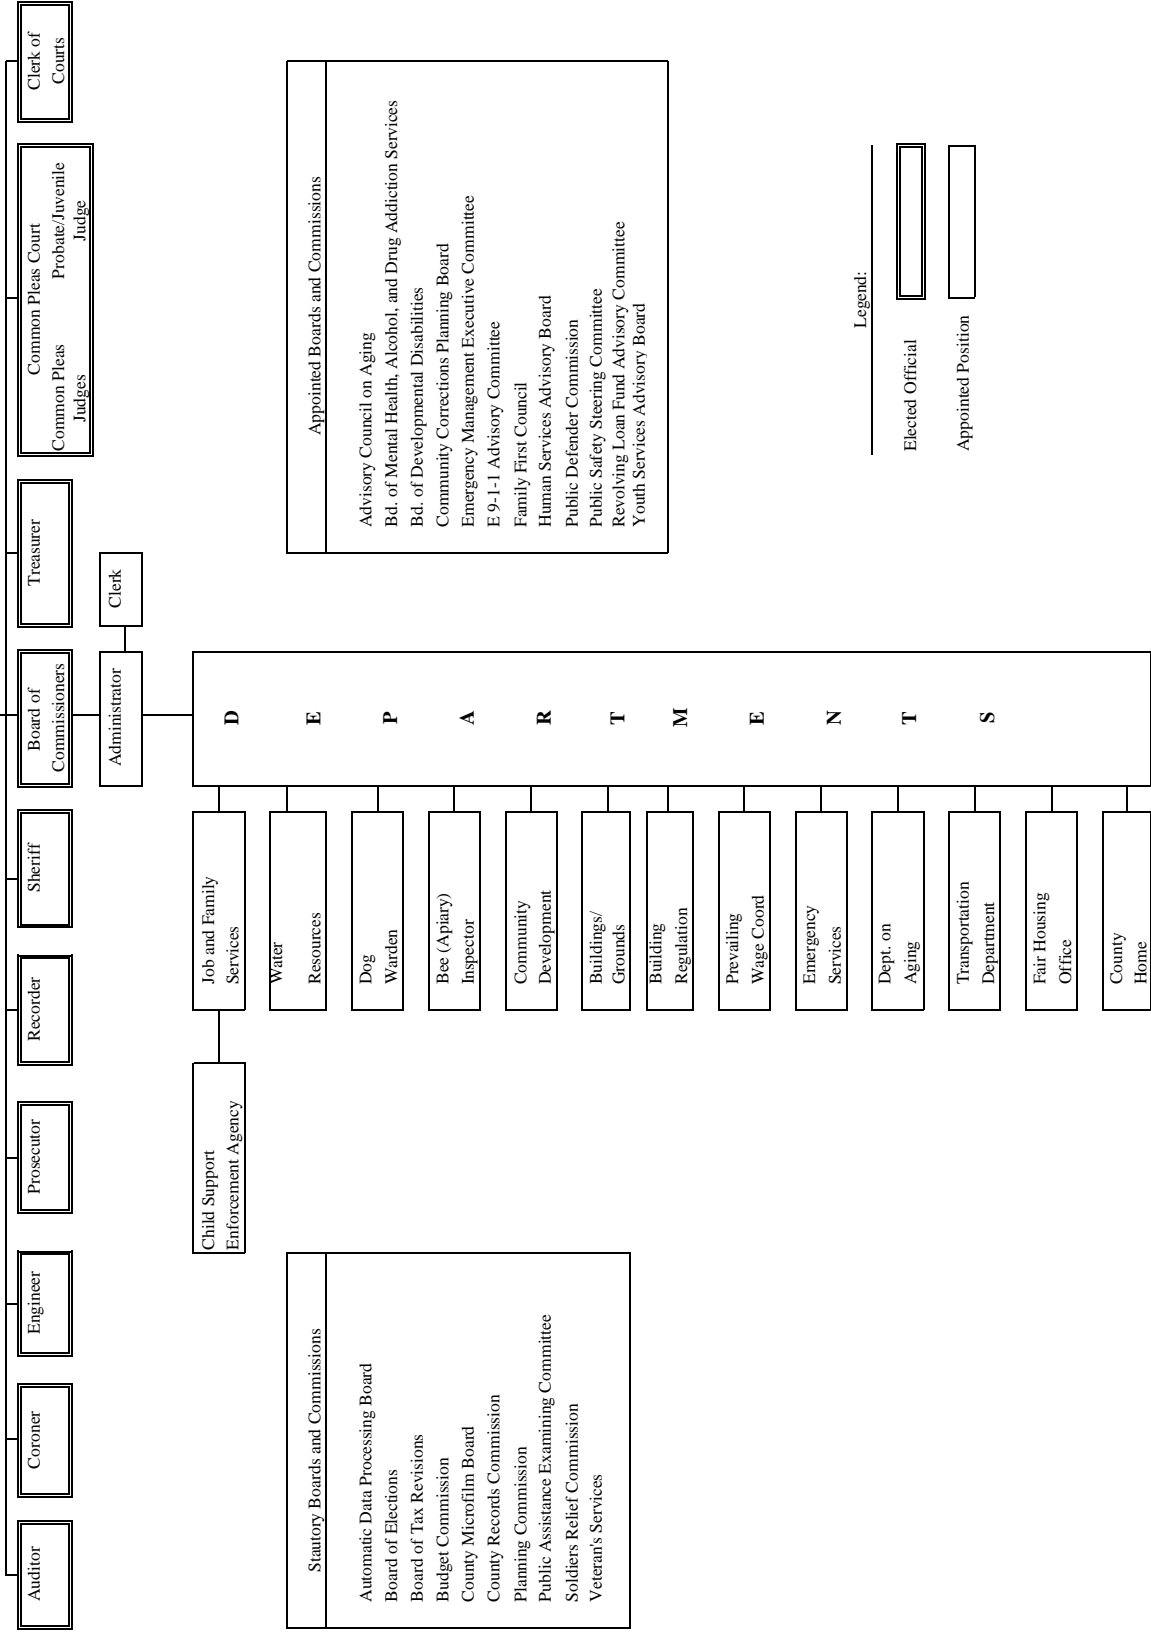 Auditor
Coroner
Engineer
Prosecutor
Recorder
Sheriff
Board of
Commissioners
Treasurer
Common Pleas Court
Common Pleas Probate/Juvenile
Judges Judge
Clerk of
Courts
Administrator
Clerk
Child Support
Enforcement Agency
Job and Family
Services
Water
Resources
Dog
Warden
Bee (Apiary)
Inspector
Community
Development
Buildings/
Grounds
Building
Regulation
Prevailing
Wage Coord
Emergency
Services
Dept. on
Aging
Transportation
Department
Fair Housing
Office
County
Home
D
E
P
A
R
T
M
E
N
T
S
Stautory Boards and Commissions
Automatic Data Processing Board
Board of Elections
Board of Tax Revisions
Budget Commission
County Microfilm Board
County Records Commission
Planning Commission
Public Assistance Examining Committee
Soldiers Relief Commission
Veteran's Services
Appointed Boards and Commissions
Advisory Council on Aging
Bd. of Mental Health, Alcohol, and Drug Addiction Services
Bd. of Developmental Disabilities
Community Corrections Planning Board
Emergency Management Executive Committee
E 9-1-1 Advisory Committee
Family First Council
Human Services Advisory Board
Public Defender Commission
Public Safety Steering Committee
Revolving Loan Fund Advisory Committee
Youth Services Advisory Board
Legend:
Elected Official
Appointed Position